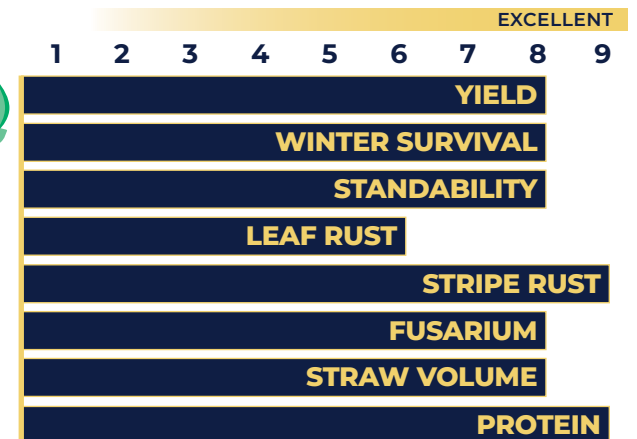 EXCELLENT
1 2 3 4 5 6 7 8 9
YIELD
WINTER SURVIVAL
STANDABILITY
LEAF RUST
STRIPE RUST
FUSARIUM
STRAW VOLUME
PROTEIN